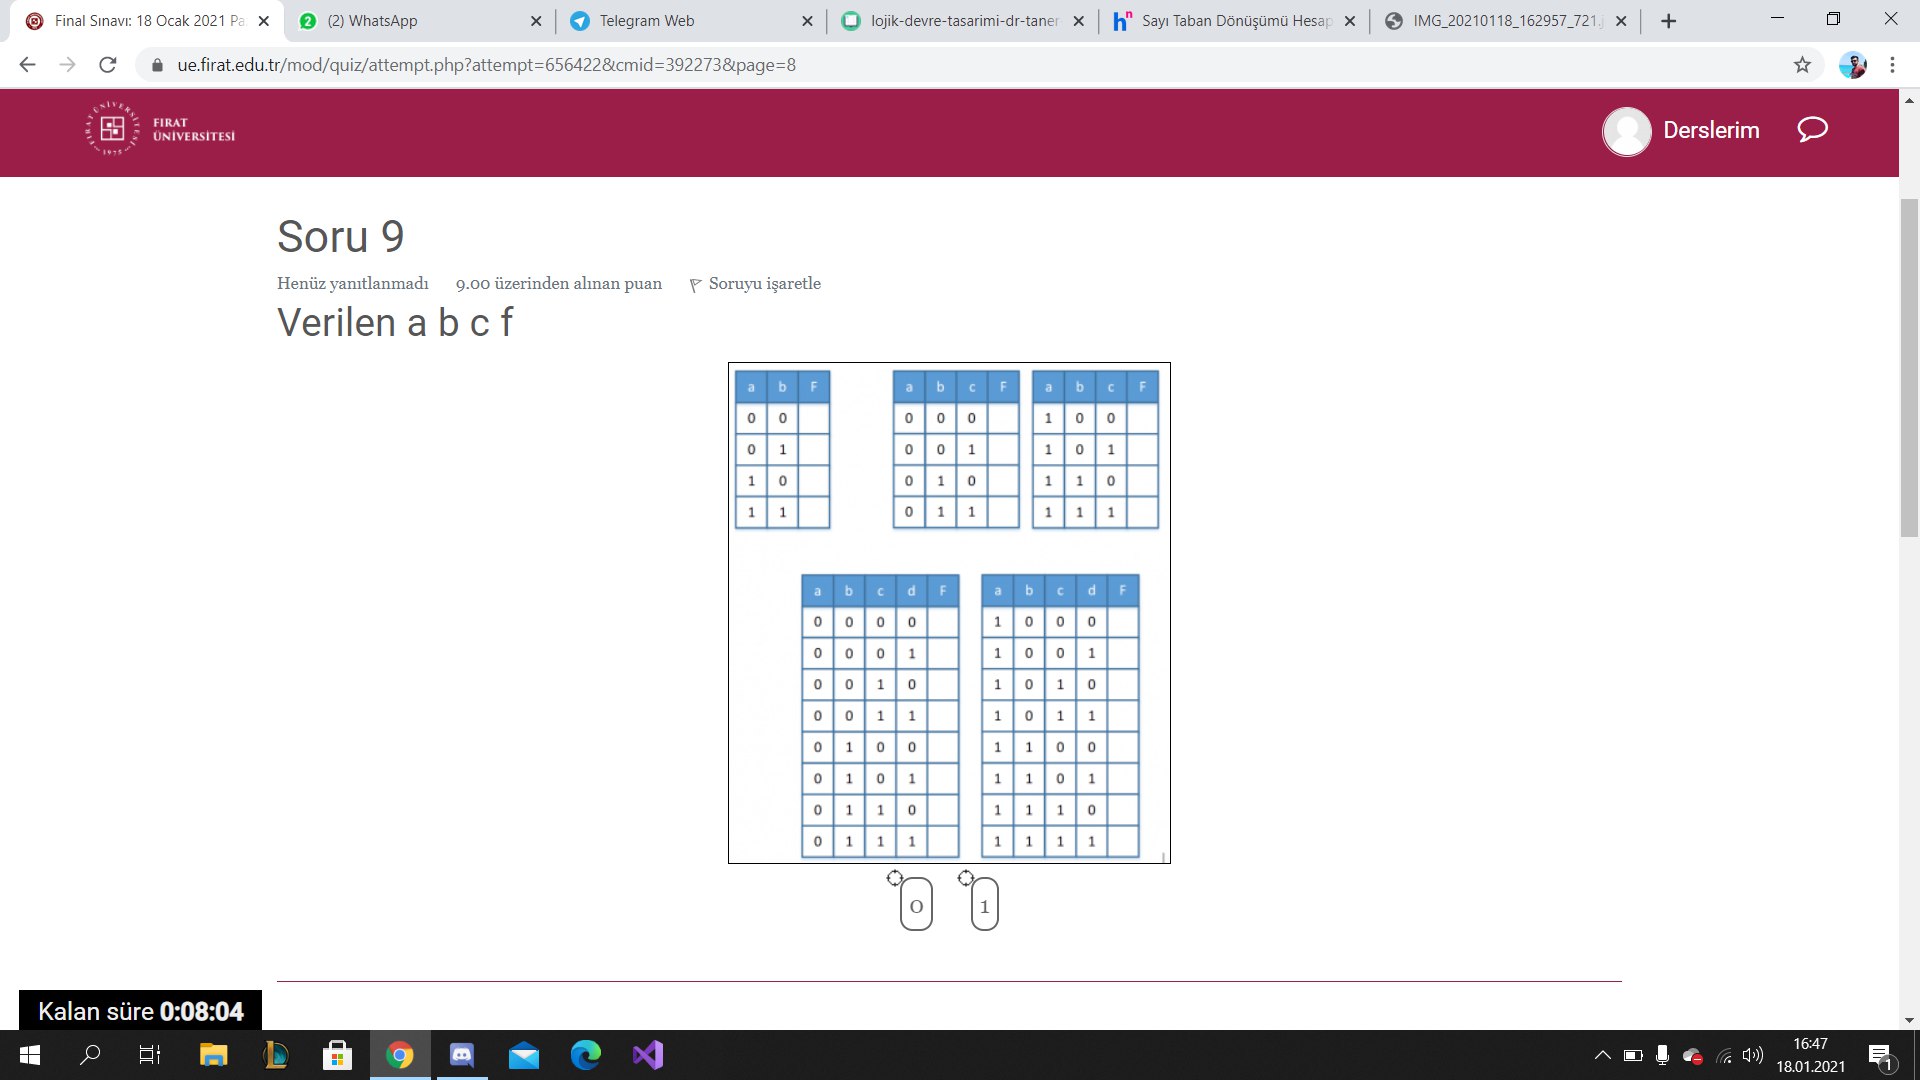 Final Sınavı: 18 Ocak 2021 Pa
(2) WhatsApp
Telegram Web
lojik-devre-tasarimi-dr-taner
Sayı Taban Dönüşümü Hesap
IMG_20210118_162957_721.j
ue.firat.edu.tr/mod/quiz/attempt.php?attempt=656422&cmid=392273&page=8
FIRAT
ÜNİVERSİTESİ
1975
Derslerim
Soru 9
Henüz yanıtlanmadı 9.00 üzerinden alınan puan Soruyu işaretle
Verilen a b c f
a b F
0 0
0 1
1 0
1 1
a b c F
0 0 0
0 0 1
0 1 0
0 1 1
a b c F
1 0 0
1 0 1
1 1 0
1 1 1
a b c d F
0 0 0 0
0 0 0 1
0 0 1 0
0 0 1 1
0 1 0 0
0 1 0 1
0 1 1 0
0 1 1 1
a b c d F
1 0 0 0
1 0 0 1
1 0 1 0
1 0 1 1
1 1 0 0
1 1 0 1
1 1 1 0
1 1 1 1
0 1
Kalan süre 0:08:04
16:47
18.01.2021
1